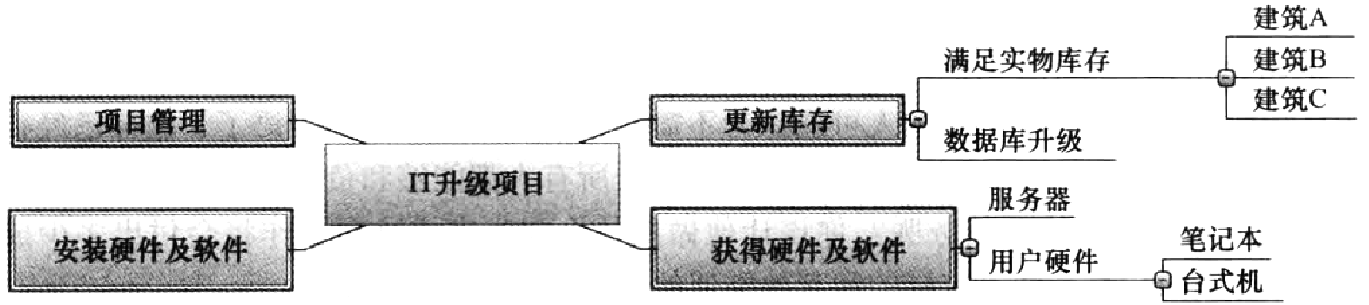 建筑A
满足实物库存
建筑B
建筑C
项目管理
更新库存
数据库升级
IT升级项目
服务器
安装硬件及软件
获得硬件及软件
用户硬件
笔记本
台式机